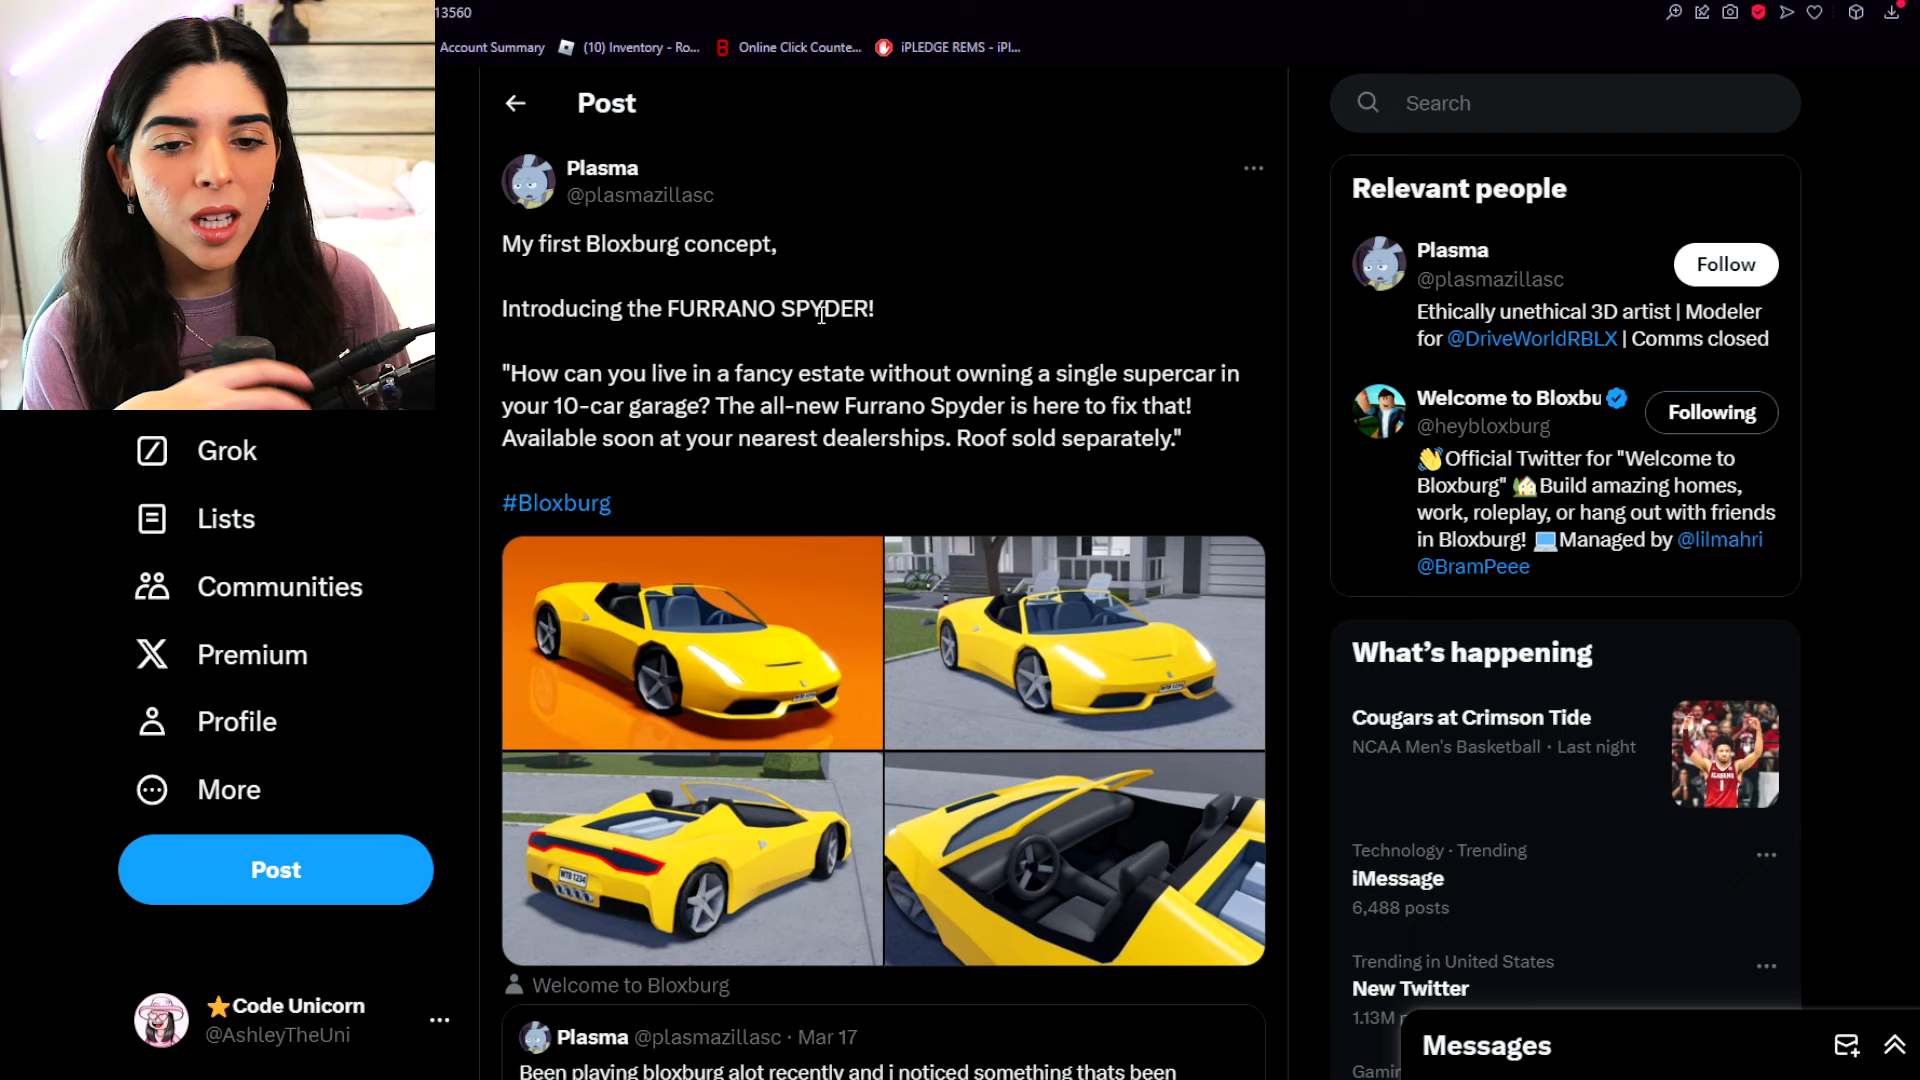 13560
Account Summary
(10) Inventory - Ro...
Online Click Counte...
iPLEDGE REMS - iPl...
Post
Plasma
@plasmazillasc
My first Bloxburg concept,
Introducing the FURRANO SPYDER!
"How can you live in a fancy estate without owning a single supercar in
your 10-car garage? The all-new Furrano Spyder is here to fix that!
Available soon at your nearest dealerships. Roof sold separately."
#Bloxburg
WTB 1234
Welcome to Bloxburg
Plasma @plasmazillasc · Mar 17
Been playing bloxburg alot recently and i noticed something thats been
Grok
Lists
Communities
Premium
Profile
More
Post
Code Unicorn
@AshleyTheUni
Search
Relevant people
Plasma
@plasmazillasc
Follow
Ethically unethical 3D artist | Modeler
for @DriveWorldRBLX | Comms closed
Welcome to Bloxbu
@heybloxburg
Following
Official Twitter for "Welcome to
Bloxburg" Build amazing homes,
work, roleplay, or hang out with friends
in Bloxburg! Managed by @lilmahri
@BramPeee
What's happening
Cougars at Crimson Tide
NCAA Men's Basketball · Last night
ALABAMA
1
Technology · Trending
iMessage
6,488 posts
Trending in United States
New Twitter
1.13M
Messages